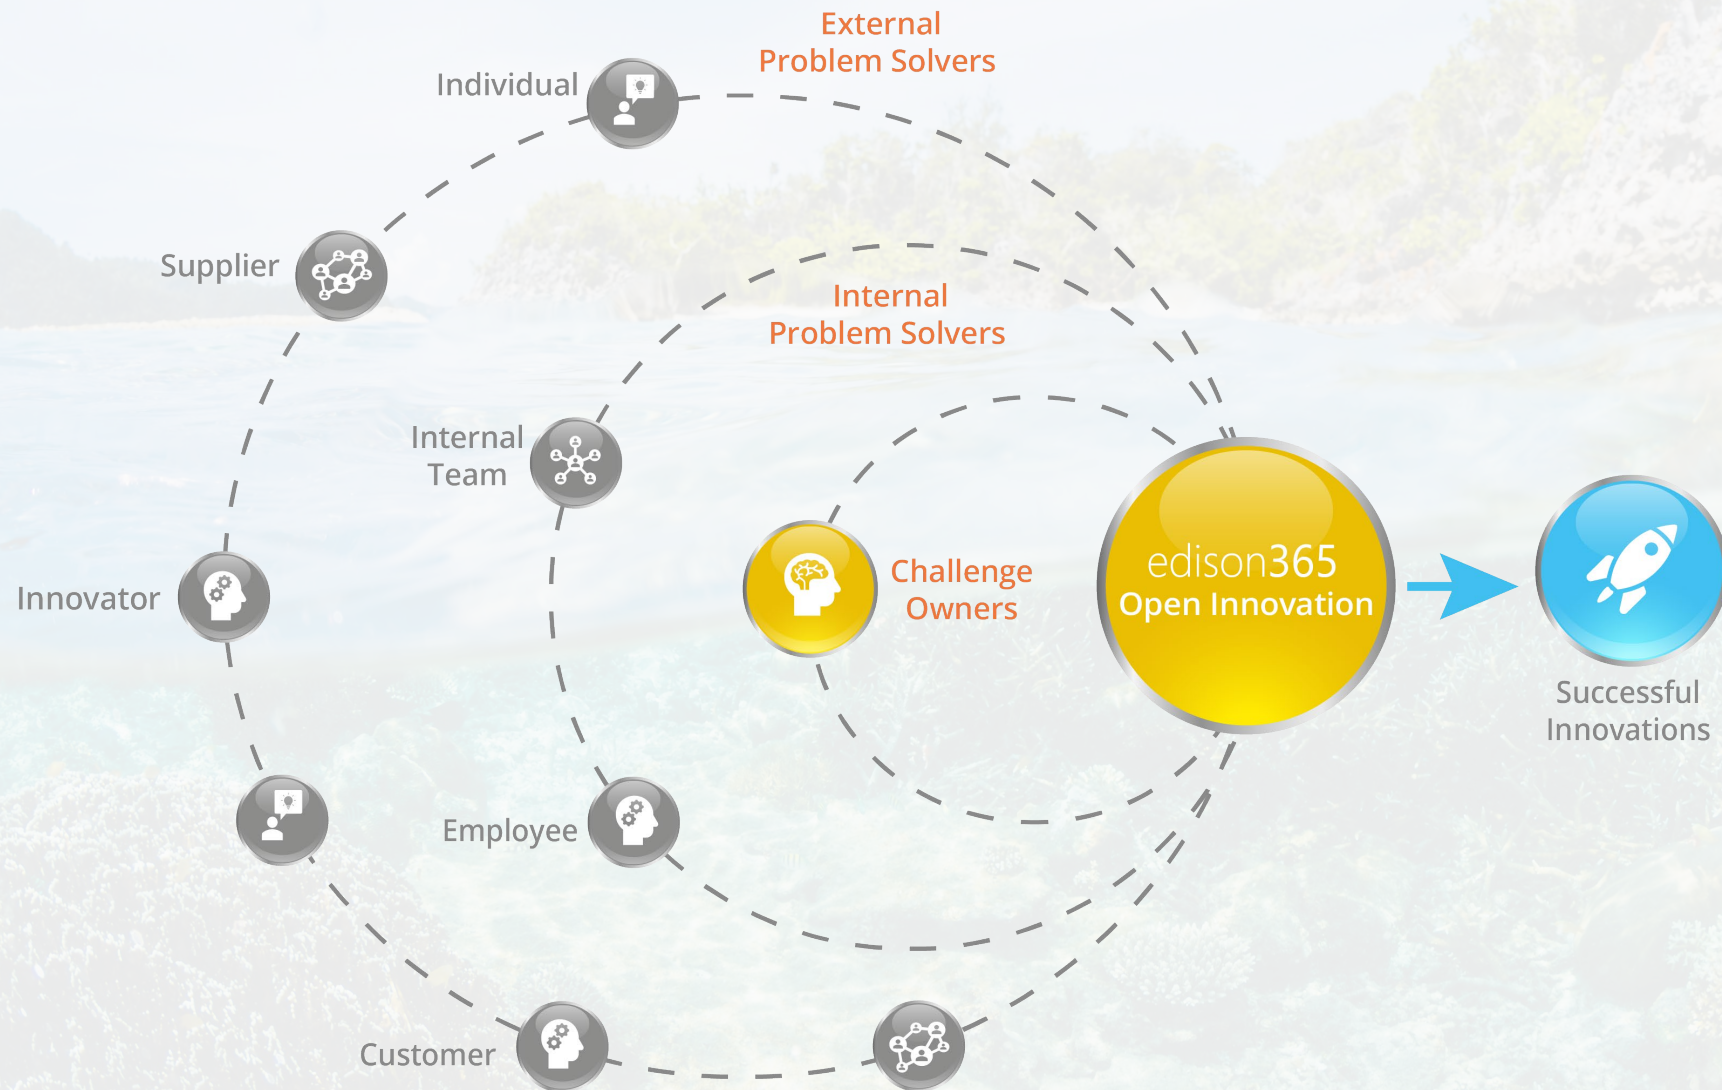 External
Problem Solvers
Individual
Supplier
Internal
Problem Solvers
Internal
Team
Innovator
Challenge
Owners
edison365
Open Innovation
Successful
Innovations
Employee
Customer